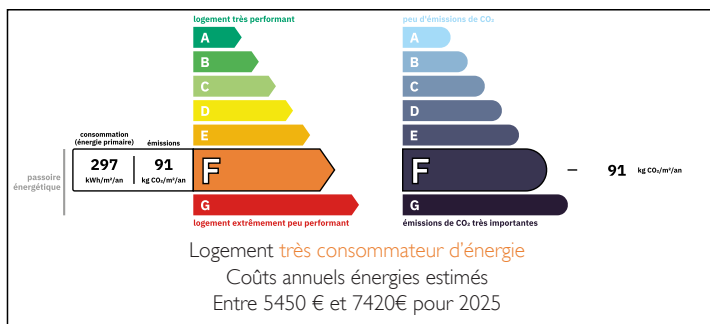 logement très performant
A
B
C
D
E
consommation
(énergie primaire)
émissions
297
kWh/m²/an
91
kg CO₂/m²/an
F
passoire
énergétique
G
logement extrêmement peu performant
peu d'émissions de CO₂
A
B
C
D
E
F
91 kg CO₂/m²/an
G
émissions de CO₂ très importantes
Logement très consommateur d'énergie
Coûts annuels énergies estimés
Entre 5450 € et 7420€ pour 2025